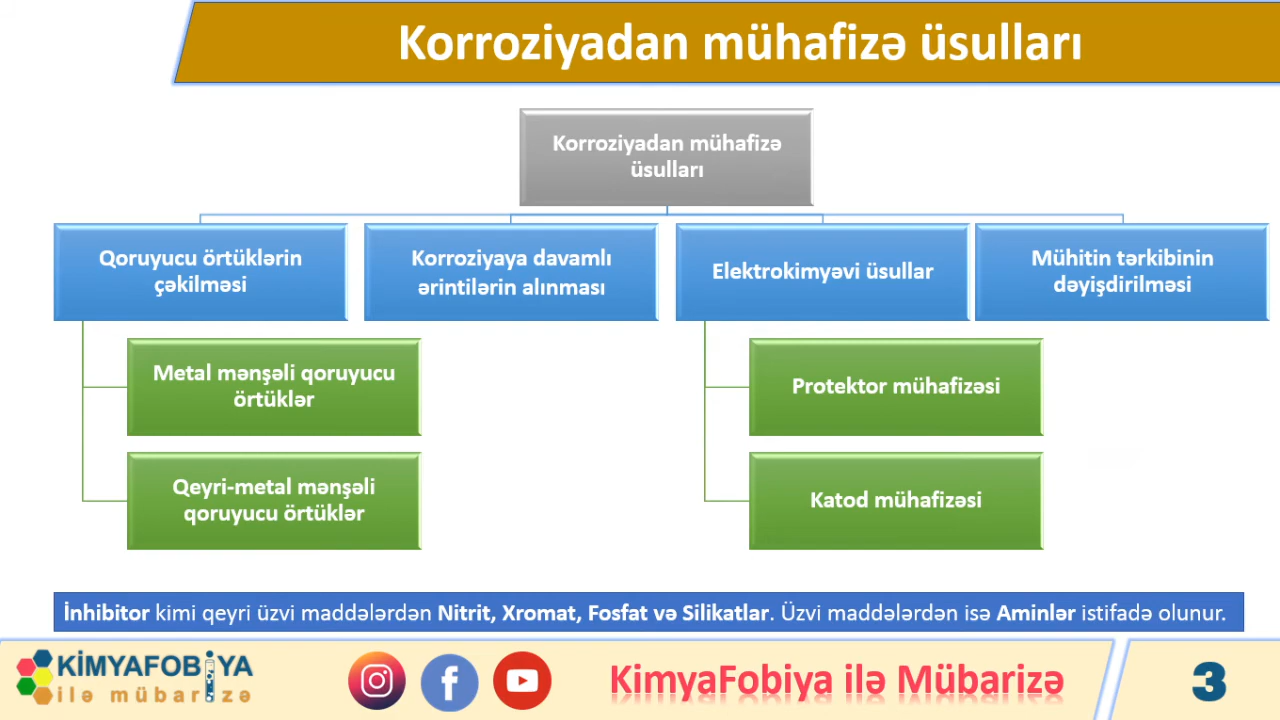 Korroziyadan mühafizə üsulları
Korroziyadan mühafizə
üsulları
Qoruyucu örtüklərin
çəkilməsi
Korroziyaya davamlı
ərintilərin alınması
Elektrokimyəvi üsullar
Mühitin tərkibinin
dəyişdirilməsi
Metal mənşəli qoruyucu
örtüklər
Qeyri-metal mənşəli
qoruyucu örtüklər
Protektor mühafizəsi
Katod mühafizəsi
İnhibitor kimi qeyri üzvi maddələrdən Nitrit, Xromat, Fosfat və Silikatlar. Üzvi maddələrdən isə Aminlər istifadə olunur.
KİMYAFOBİYA
ilə mübarizə
KimyaFobiya ilə Mübarizə
3